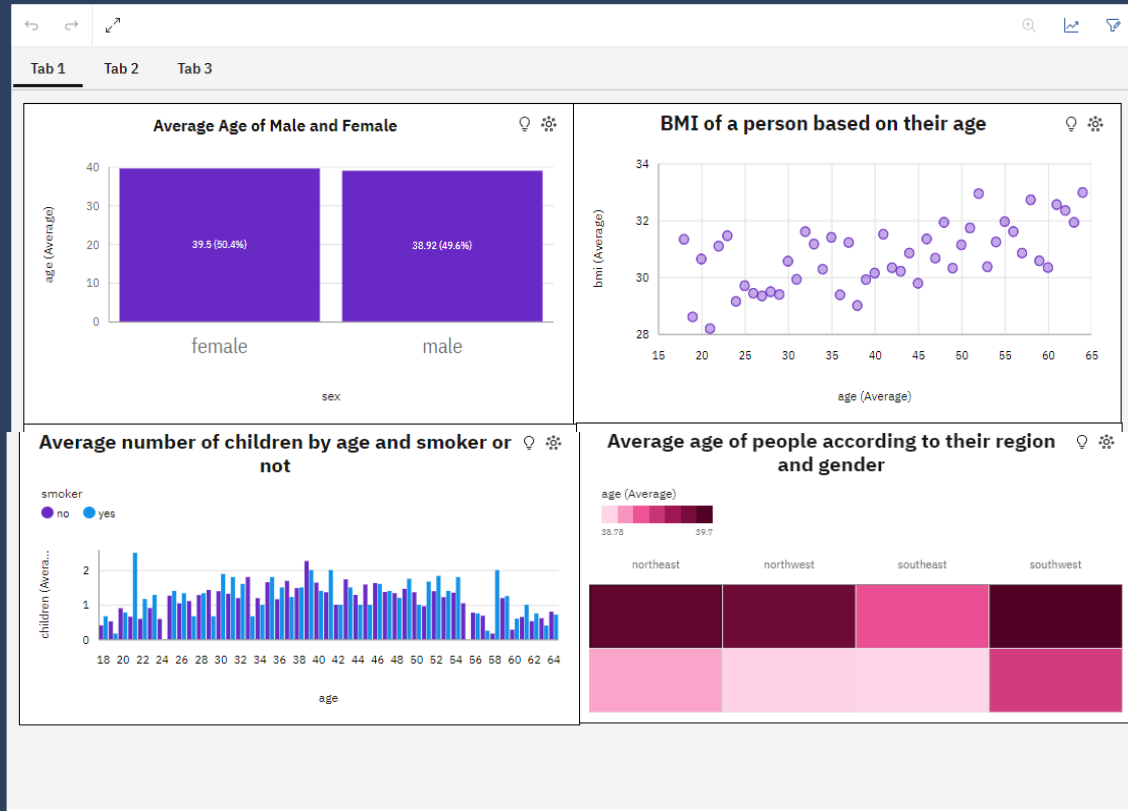 Tab 1 Tab 2 Tab 3
Average Age of Male and Female
40
30
20
10
0
age (Average)
39.5 (50.4%) 38.92 (49.6%)
female male
sex
BMI of a person based on their age
34
32
30
28
bmi (Average)
15 20 25 30 35 40 45 50 55 60 65
age (Average)
Average number of children by age and smoker or
not
smoker
no yes
children (Avera...
2
1
0
18 20 22 24 26 28 30 32 34 36 38 40 42 44 46 48 50 52 54 56 58 60 62 64
age
Average age of people according to their region
and gender
age (Average)
38.78 39.7
northeast northwest southeast southwest